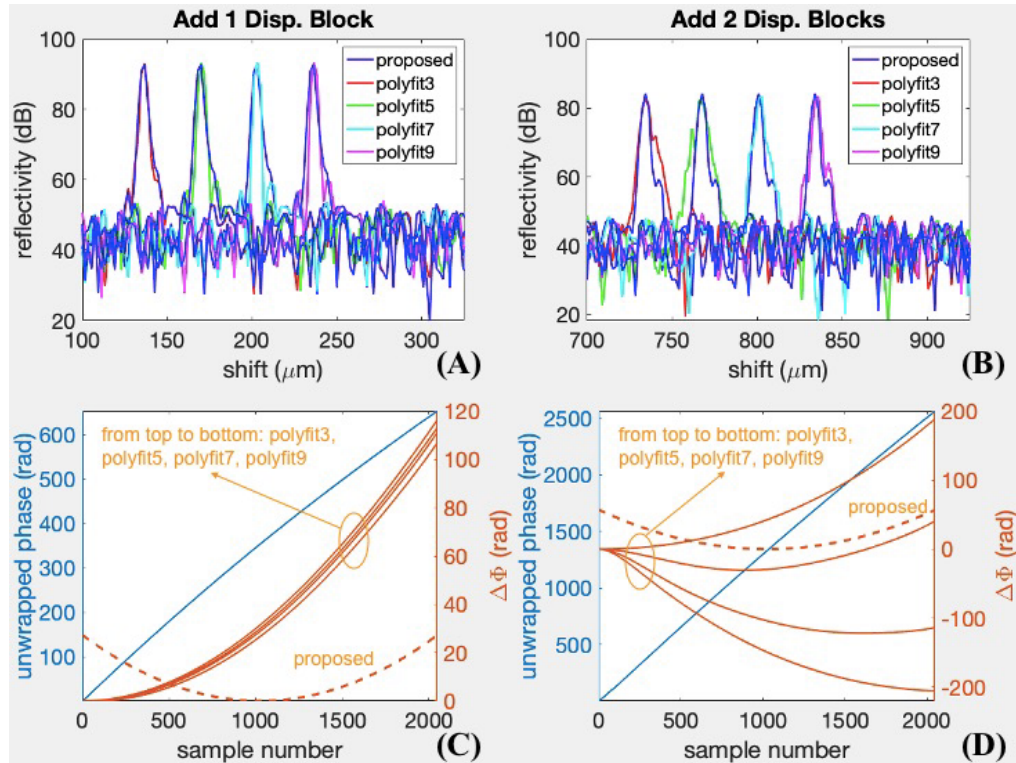 Add 1 Disp. Block
100
80
60
40
20
reflectivity (dB)
proposed
polyfit3
polyfit5
polyfit7
polyfit9
100 150 200 250 300
shift (μm)
(A)
Add 2 Disp. Blocks
100
80
60
40
20
reflectivity (dB)
proposed
polyfit3
polyfit5
polyfit7
polyfit9
700 750 800 850 900
shift (μm)
(B)
600
500
400
300
200
100
unwrapped phase (rad)
from top to bottom: polyfit3,
polyfit5, polyfit7, polyfit9
proposed
120
100
80
60
40
20
0
ΔΦ (rad)
0 500 1000 1500 2000
sample number
(C)
2500
2000
1500
1000
500
unwrapped phase (rad)
from top to bottom: polyfit3,
polyfit5, polyfit7, polyfit9
proposed
200
100
0
-100
-200
ΔΦ (rad)
0 500 1000 1500 2000
sample number
(D)